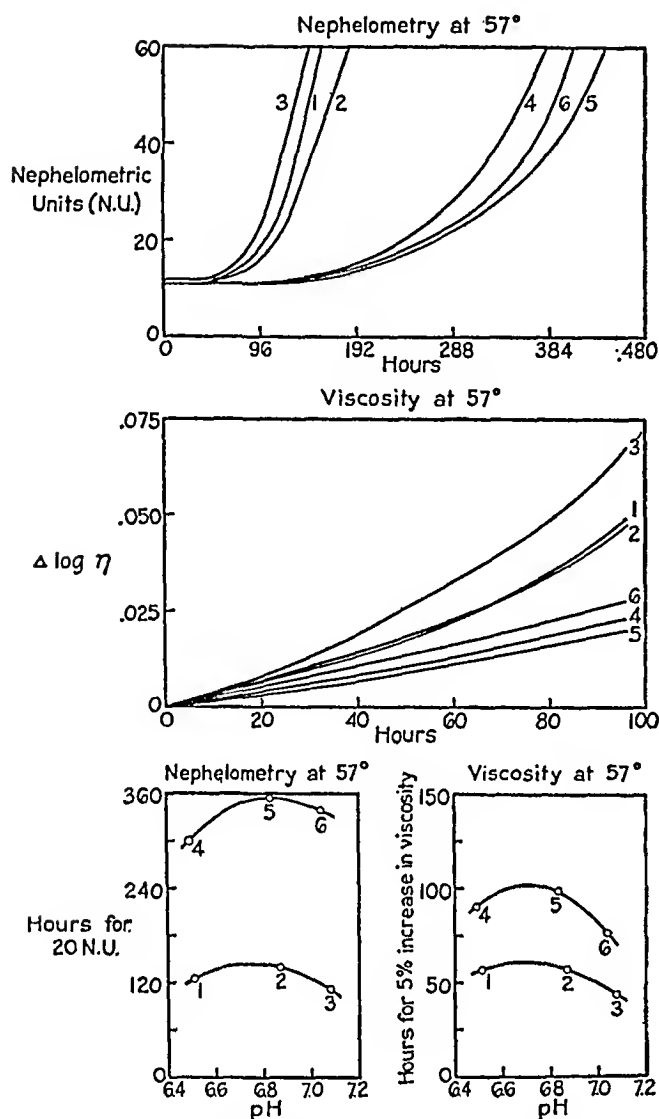 Nephelometry at 57°
60
40
Nephelometric
Units (N.U.)
20
0
3 1 2 4 6 5
0 96 192 288 384 :480
Hours
Viscosity at 57°
.075
.050
Δ log η
.025
0
3
1
2
6
4
5
0 20 40 60 80 100
Hours
Nephelometry at 57°
360
240
Hours for
20 N.U.
120
0
4 5 6
1 2 3
6.4 6.6 6.8 7.0 7.2
pH
Viscosity at 57°
Hours for 5% increase in viscosity
150
100
50
0
4 5 6
1 2 3
6.4 6.6 6.8 7.0 7.2
pH